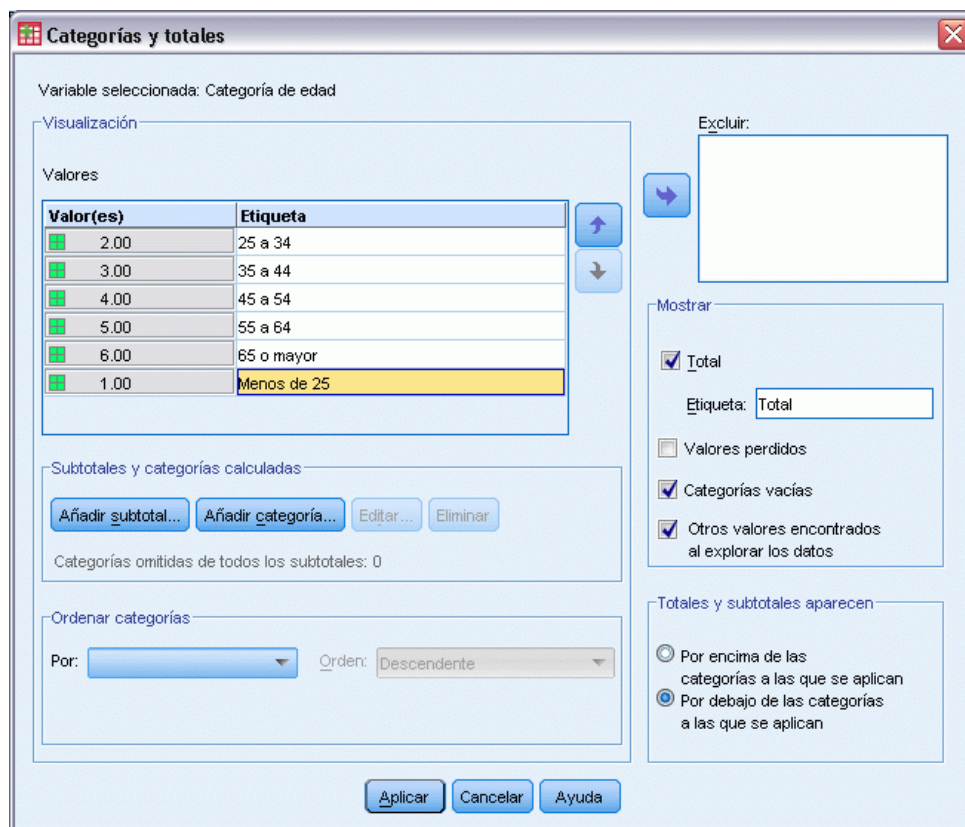 Categorías y totales
Variable seleccionada: Categoría de edad
Visualización
Valores
Valor(es) Etiqueta
2.00 25 a 34
3.00 35 a 44
4.00 45 a 54
5.00 55 a 64
6.00 65 o mayor
1.00 Menos de 25
Subtotales y categorías calculadas
Añadir subtotal... Añadir categoría... Editar... Eliminar
Categorías omitidas de todos los subtotales: 0
Ordenar categorías
Por: Orden: Descendente
Excluir:
Mostrar
Total
Etiqueta: Total
Valores perdidos
Categorías vacías
Otros valores encontrados
al explorar los datos
Totales y subtotales aparecen
Por encima de las
categorías a las que se aplican
Por debajo de las categorías
a las que se aplican
Aplicar Cancelar Ayuda